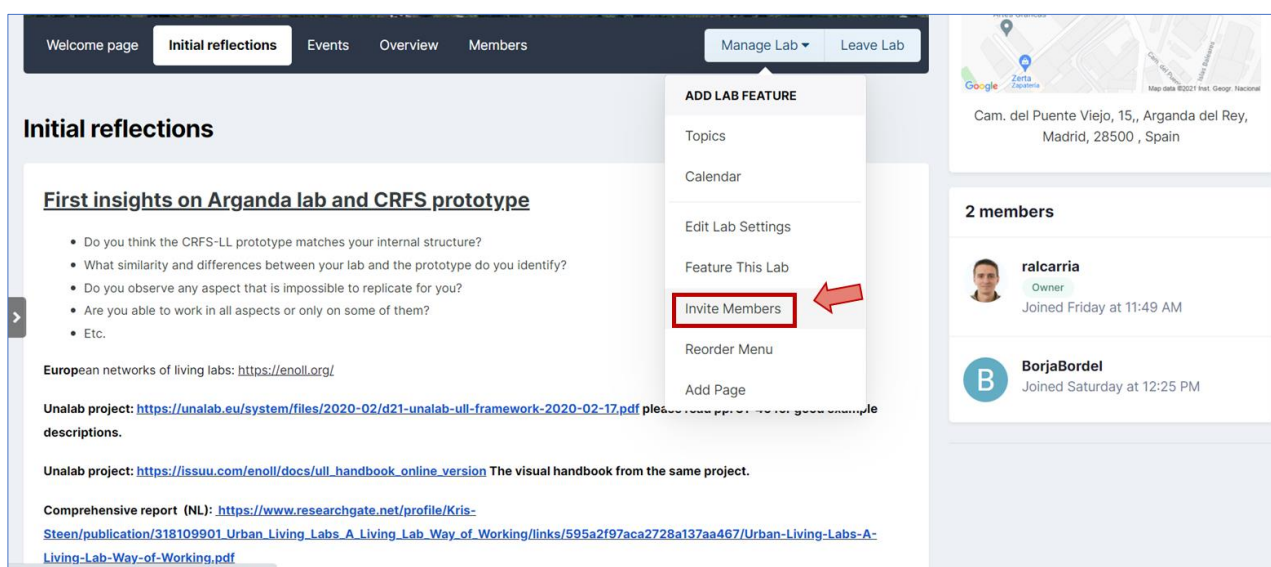 Welcome page
Initial reflections
Events
Overview
Members
Manage Lab
Leave Lab
ADD LAB FEATURE
Topics
Calendar
Edit Lab Settings
Feature This Lab
Invite Members
Reorder Menu
Add Page
Initial reflections
First insights on Arganda lab and CRFS prototype
• Do you think the CRFS-LL prototype matches your internal structure?
• What similarity and differences between your lab and the prototype do you identify?
• Do you observe any aspect that is impossible to replicate for you?
• Are you able to work in all aspects or only on some of them?
• Etc.
European networks of living labs: https://enoll.org/
Unalab project: https://unalab.eu/system/files/2020-02/d21-unalab-ull-framework-2020-02-17.pdf please example
descriptions.
Unalab project: https://issuu.com/enoll/docs/ull_handbook_online_version The visual handbook from the same project.
Comprehensive report (NL): https://www.researchgate.net/profile/Kris-
Steen/publication/318109901_Urban_Living_Labs_A_Living_Lab_Way_of_Working/links/595a2f97aca2728a137aa467/Urban-Living-Labs-A-
Living-Lab-Way-of-Working.pdf
Google
Zerta
Zapatería
Map data ©2021 Inst. Geogr. Nacional
Cam. del Puente Viejo, 15,, Arganda del Rey,
Madrid, 28500 , Spain
2 members
ralcarria
Owner
Joined Friday at 11:49 AM
B
BorjaBordel
Joined Saturday at 12:25 PM